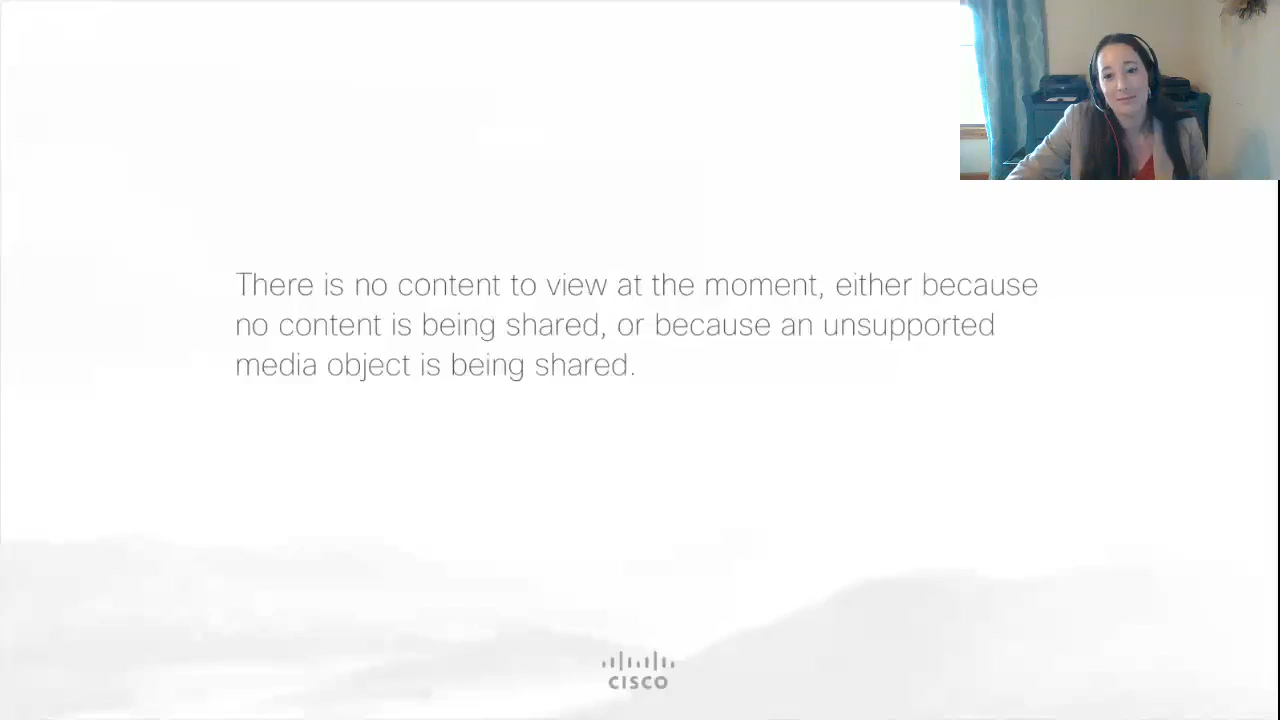 There is no content to view at the moment, either because
no content is being shared, or because an unsupported
media object is being shared.
CISCO